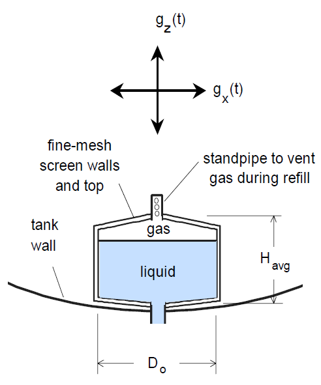 g_z(t)
g_x(t)
fine-mesh
screen walls
and top
standpipe to vent
gas during refill
tank
wall
gas
liquid
H_avg
D_o